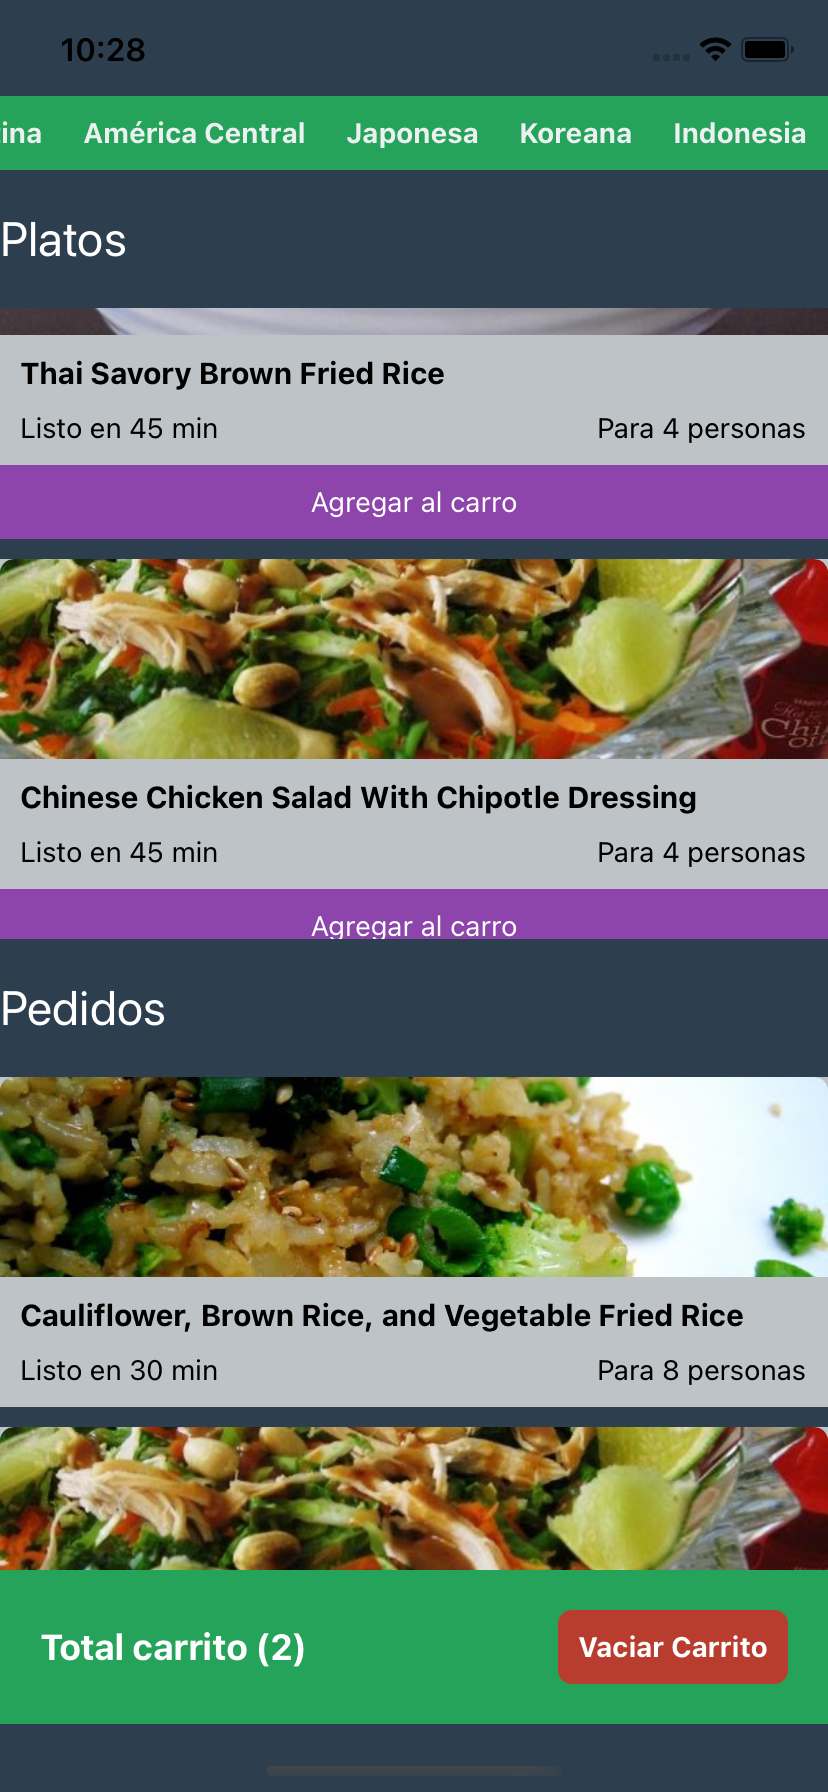 10:28
ina América Central Japonesa Koreana Indonesia
Platos
Thai Savory Brown Fried Rice
Listo en 45 min Para 4 personas
Agregar al carro
Chinese Chicken Salad With Chipotle Dressing
Listo en 45 min Para 4 personas
Agregar al carro
Pedidos
Cauliflower, Brown Rice, and Vegetable Fried Rice
Listo en 30 min Para 8 personas
Total carrito (2) Vaciar Carrito